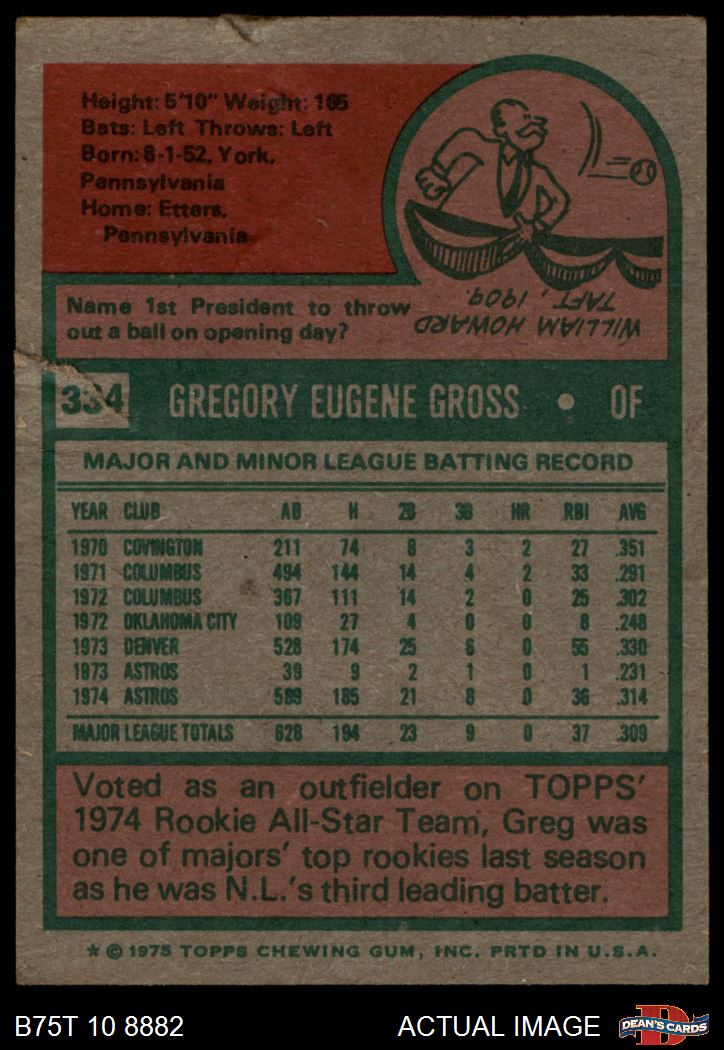 Height: 5'10" Weight: 165
Bats: Left Throws: Left
Born: 8-1-52, York,
Pennsylvania
Home: Etters,
Pennsylvania
Name 1st President to throw
out a ball on opening day?
WILLIAM HOWARD
TAFT, 1909.
334 GREGORY EUGENE GROSS • OF
MAJOR AND MINOR LEAGUE BATTING RECORD
YEAR CLUB AB H 2B 3B HR RBI AVG
1970 COVINGTON 211 74 8 3 2 27 .351
1971 COLUMBUS 494 144 14 4 2 33 .291
1972 COLUMBUS 367 111 14 2 0 25 .302
1972 OKLAHOMA CITY 109 27 4 0 0 8 .248
1973 DENVER 528 174 25 6 0 55 .330
1973 ASTROS 39 9 2 1 0 1 .231
1974 ASTROS 589 185 21 8 0 36 .314
MAJOR LEAGUE TOTALS 628 194 23 9 0 37 .309
Voted as an outfielder on TOPPS'
1974 Rookie All-Star Team, Greg was
one of majors' top rookies last season
as he was N.L.'s third leading batter.
* © 1975 TOPPS CHEWING GUM, INC. PRTD IN U.S.A.
B75T 10 8882 ACTUAL IMAGE D DEAN'S CARDS